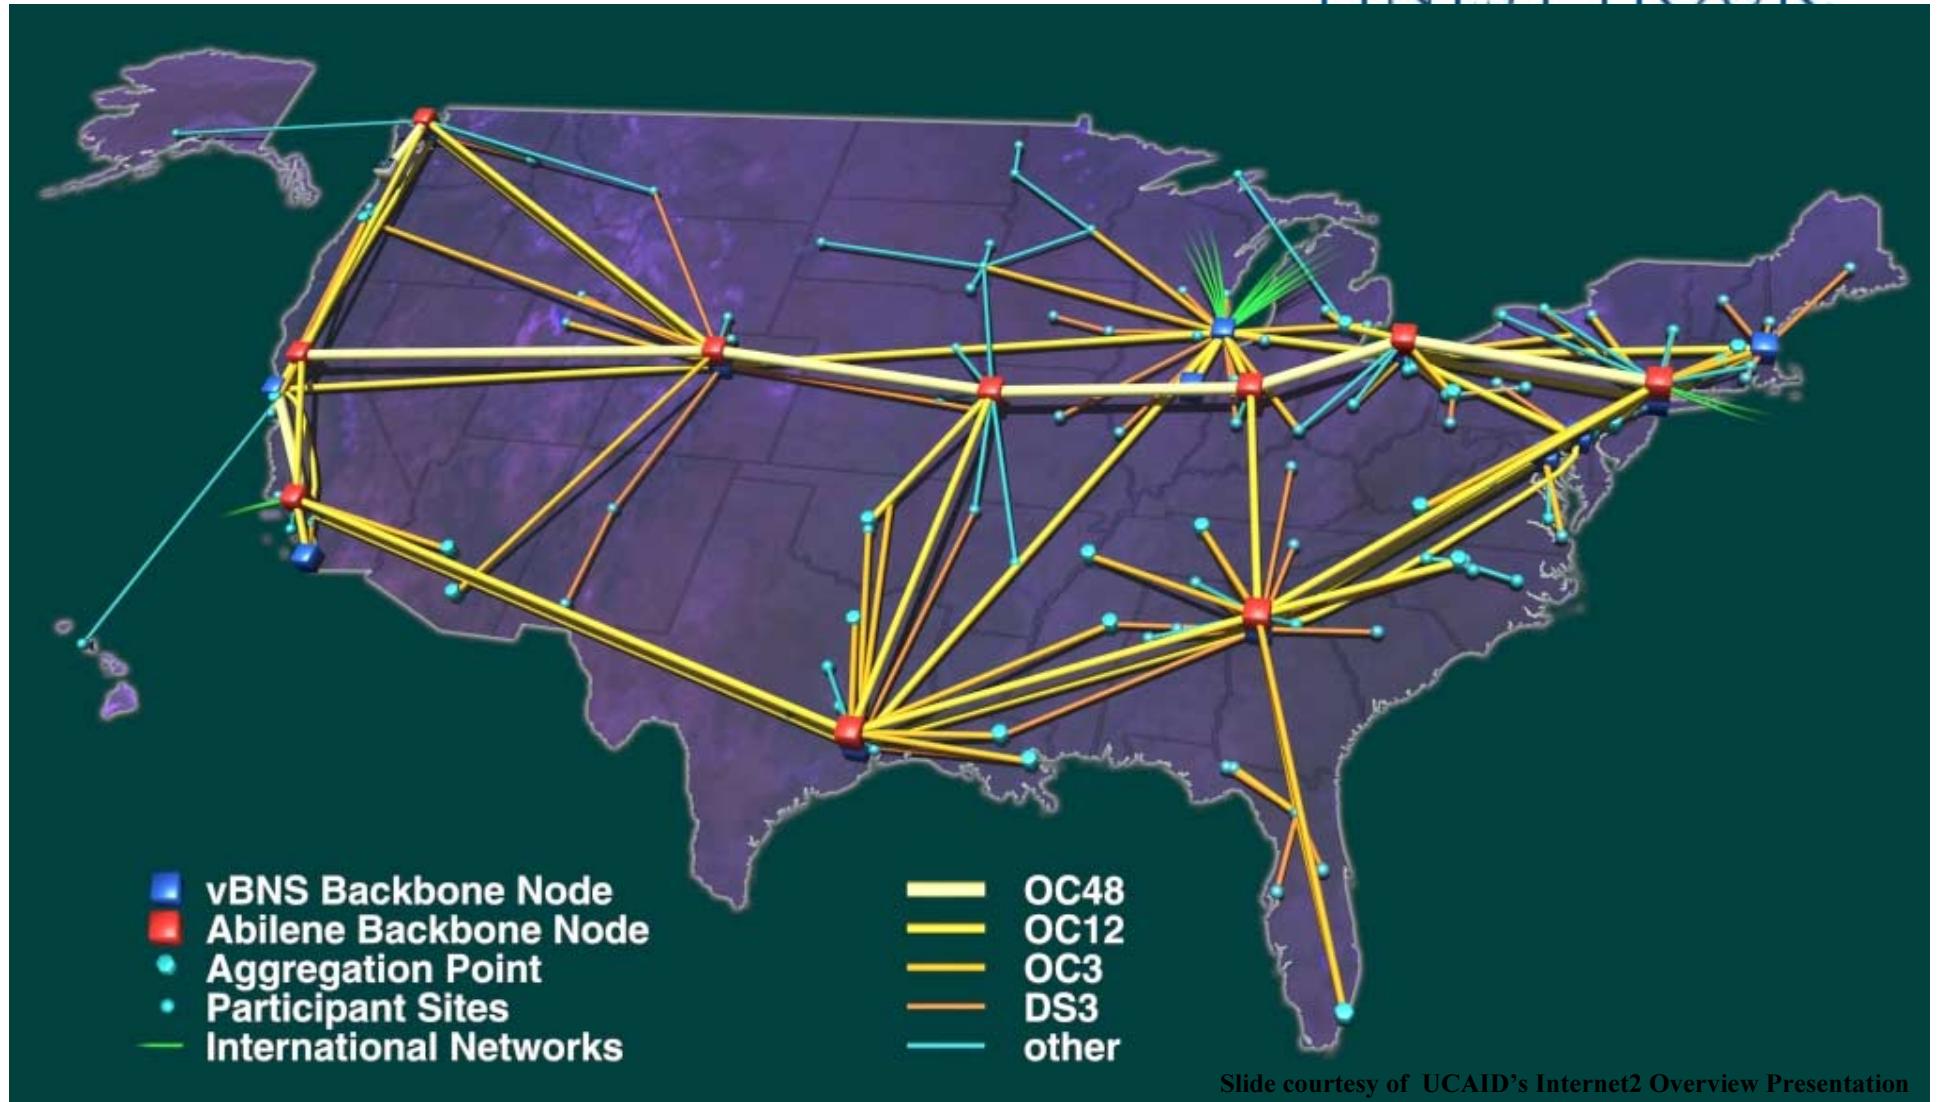 vBNS Backbone Node
Abilene Backbone Node
Aggregation Point
Participant Sites
International Networks
OC48
OC12
OC3
DS3
other
Slide courtesy of UCAID's Internet2 Overview Presentation